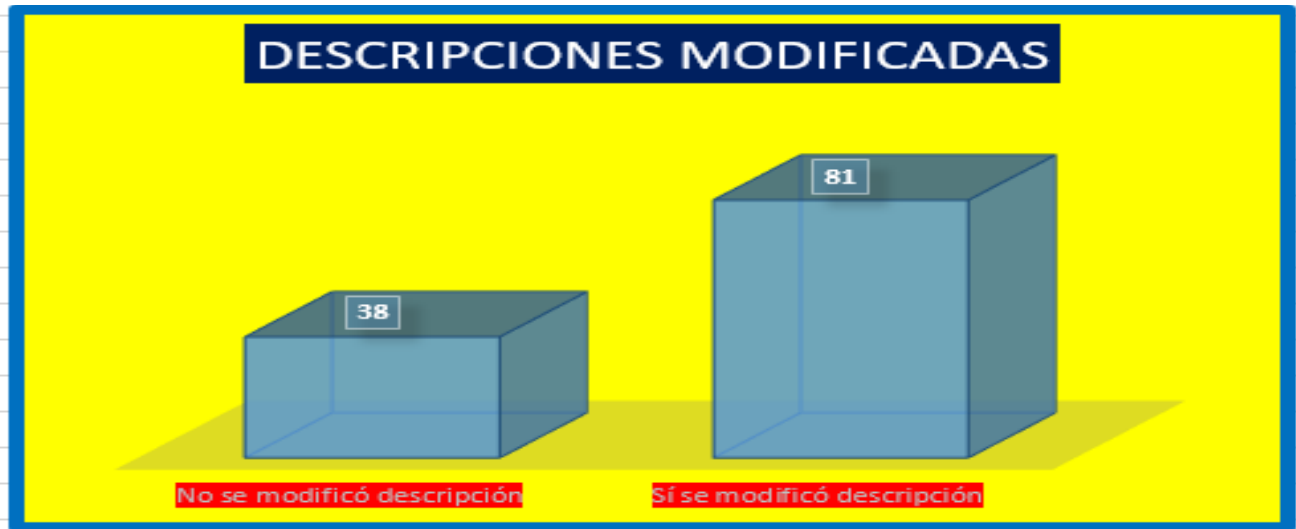 DESCRIPCIONES MODIFICADAS
81
38
No se modificó descripción
Sí se modificó descripción